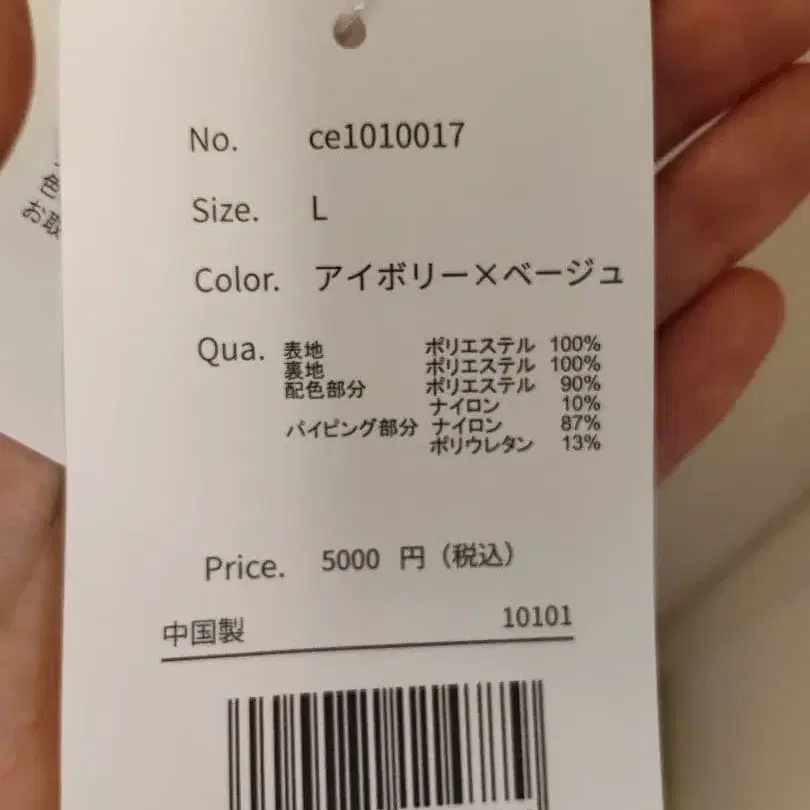 No. ce1010017
Size. L
Color. アイボリー×ベージュ
Qua. 表地 ポリエステル 100%
裏地 ポリエステル 100%
配色部分 ポリエステル 90%
ナイロン 10%
パイピング部分 ナイロン 87%
ポリウレタン 13%
Price. 5000 円（税込）
中国製 10101
色
お取